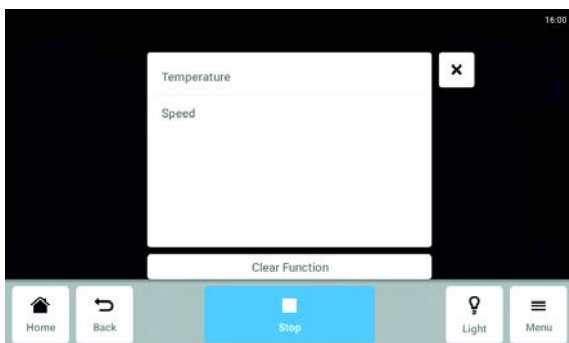 16:00
Temperature
Speed
Clear Function
Home Back Stop Light Menu